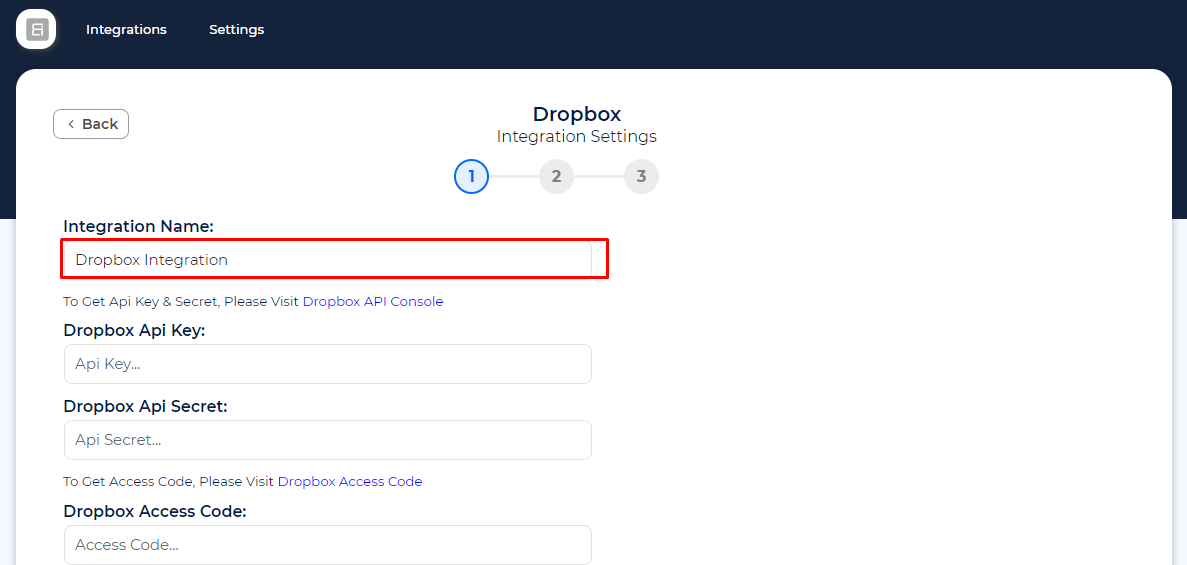 Integrations Settings
Back
Dropbox
Integration Settings
1 2 3
Integration Name:
Dropbox Integration
To Get Api Key & Secret, Please Visit Dropbox API Console
Dropbox Api Key:
Api Key...
Dropbox Api Secret:
Api Secret...
To Get Access Code, Please Visit Dropbox Access Code
Dropbox Access Code:
Access Code...